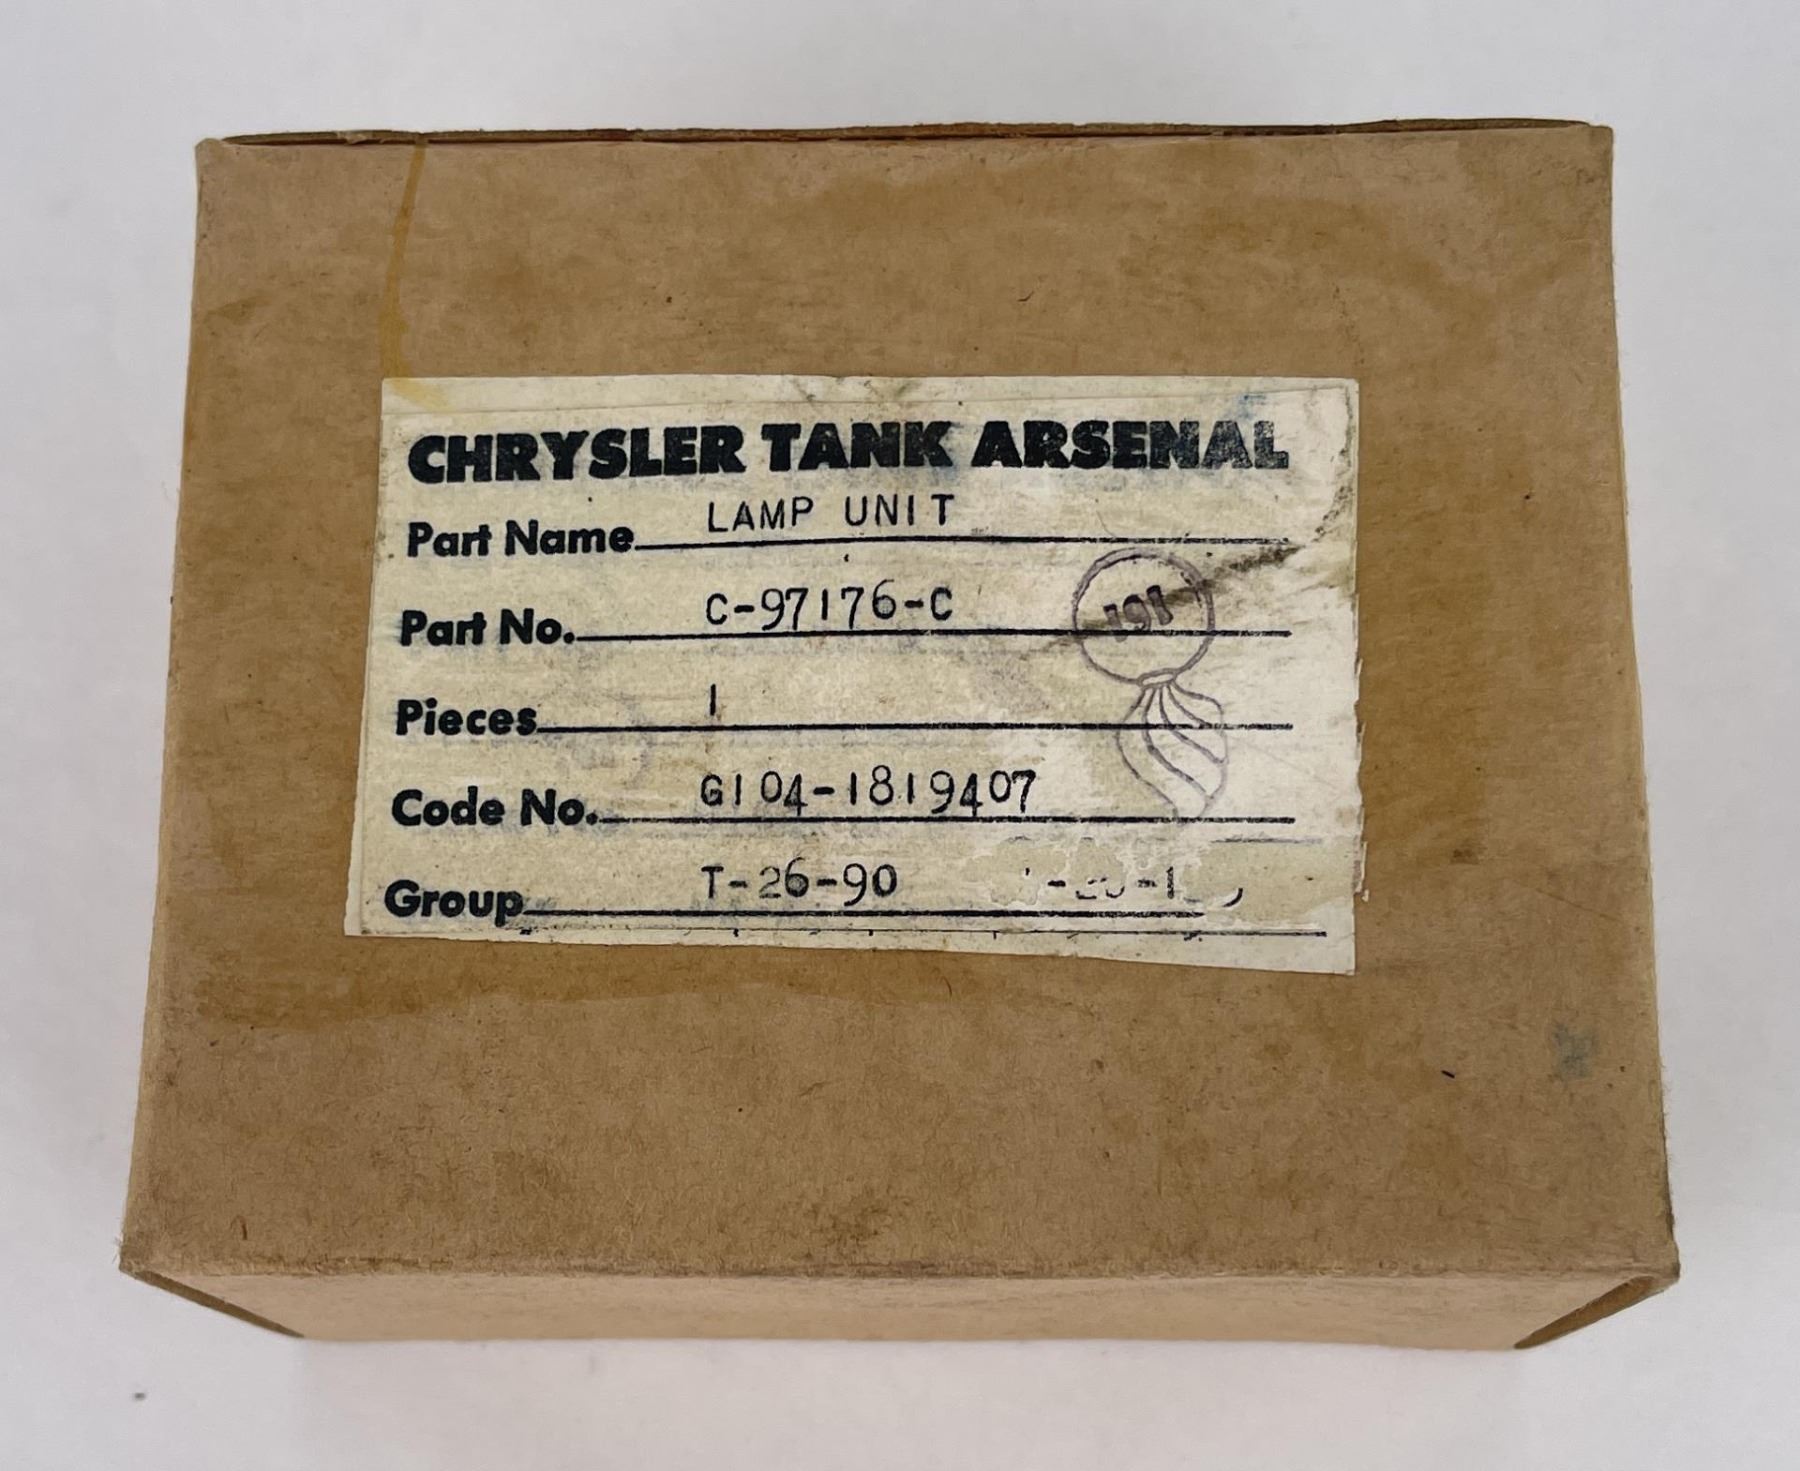 CHRYSLER TANK ARSENAL
Part Name LAMP UNIT
Part No. C-97176-C
161
Pieces 1
Code No. G104-1819407
Group T-26-90